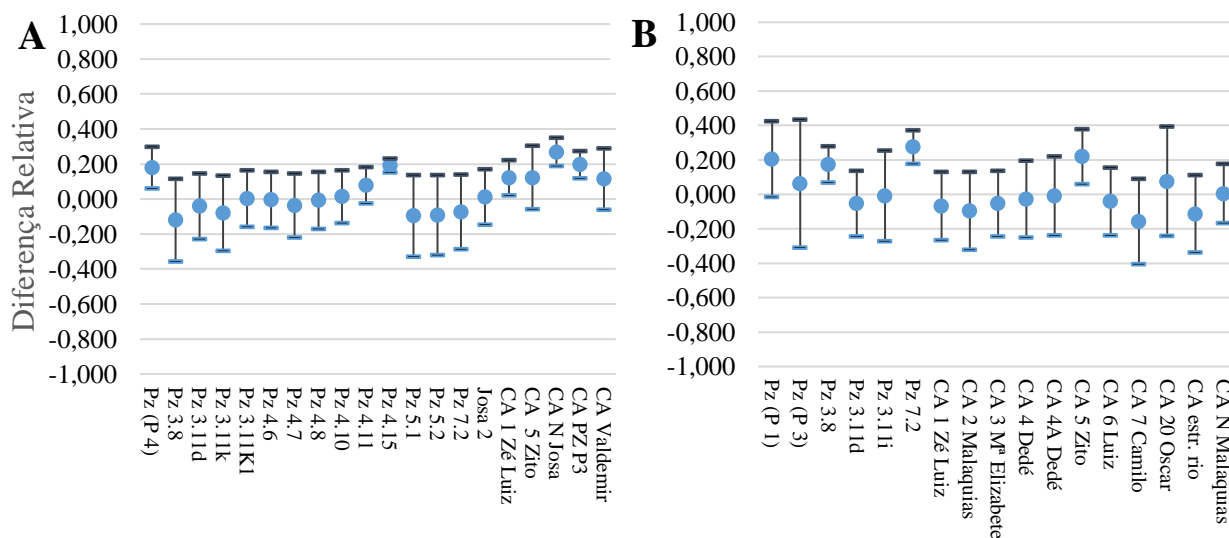 A
Diferença Relativa
1,000
0,800
0,600
0,400
0,200
0,000
-0,200
-0,400
-0,600
-0,800
-1,000
Pz (P 4)
Pz 3.8
Pz 3.11d
Pz 3.11k
Pz 3.11K1
Pz 4.6
Pz 4.7
Pz 4.8
Pz 4.10
Pz 4.11
Pz 4.15
Pz 5.1
Pz 5.2
Pz 7.2
Josa 2
CA 1 Zé Luiz
CA 5 Zito
CA N Josa
CA PZ P3
CA Valdemir
B
1,000
0,800
0,600
0,400
0,200
0,000
-0,200
-0,400
-0,600
-0,800
-1,000
Pz (P 1)
Pz (P 3)
Pz 3.8
Pz 3.11d
Pz 3.11i
Pz 7.2
CA 1 Zé Luiz
CA 2 Malaquias
CA 3 Mª Elizabete
CA 4 Dedé
CA 4A Dedé
CA 5 Zito
CA 6 Luiz
CA 7 Camilo
CA 20 Oscar
CA estr. rio
CA N Malaquias